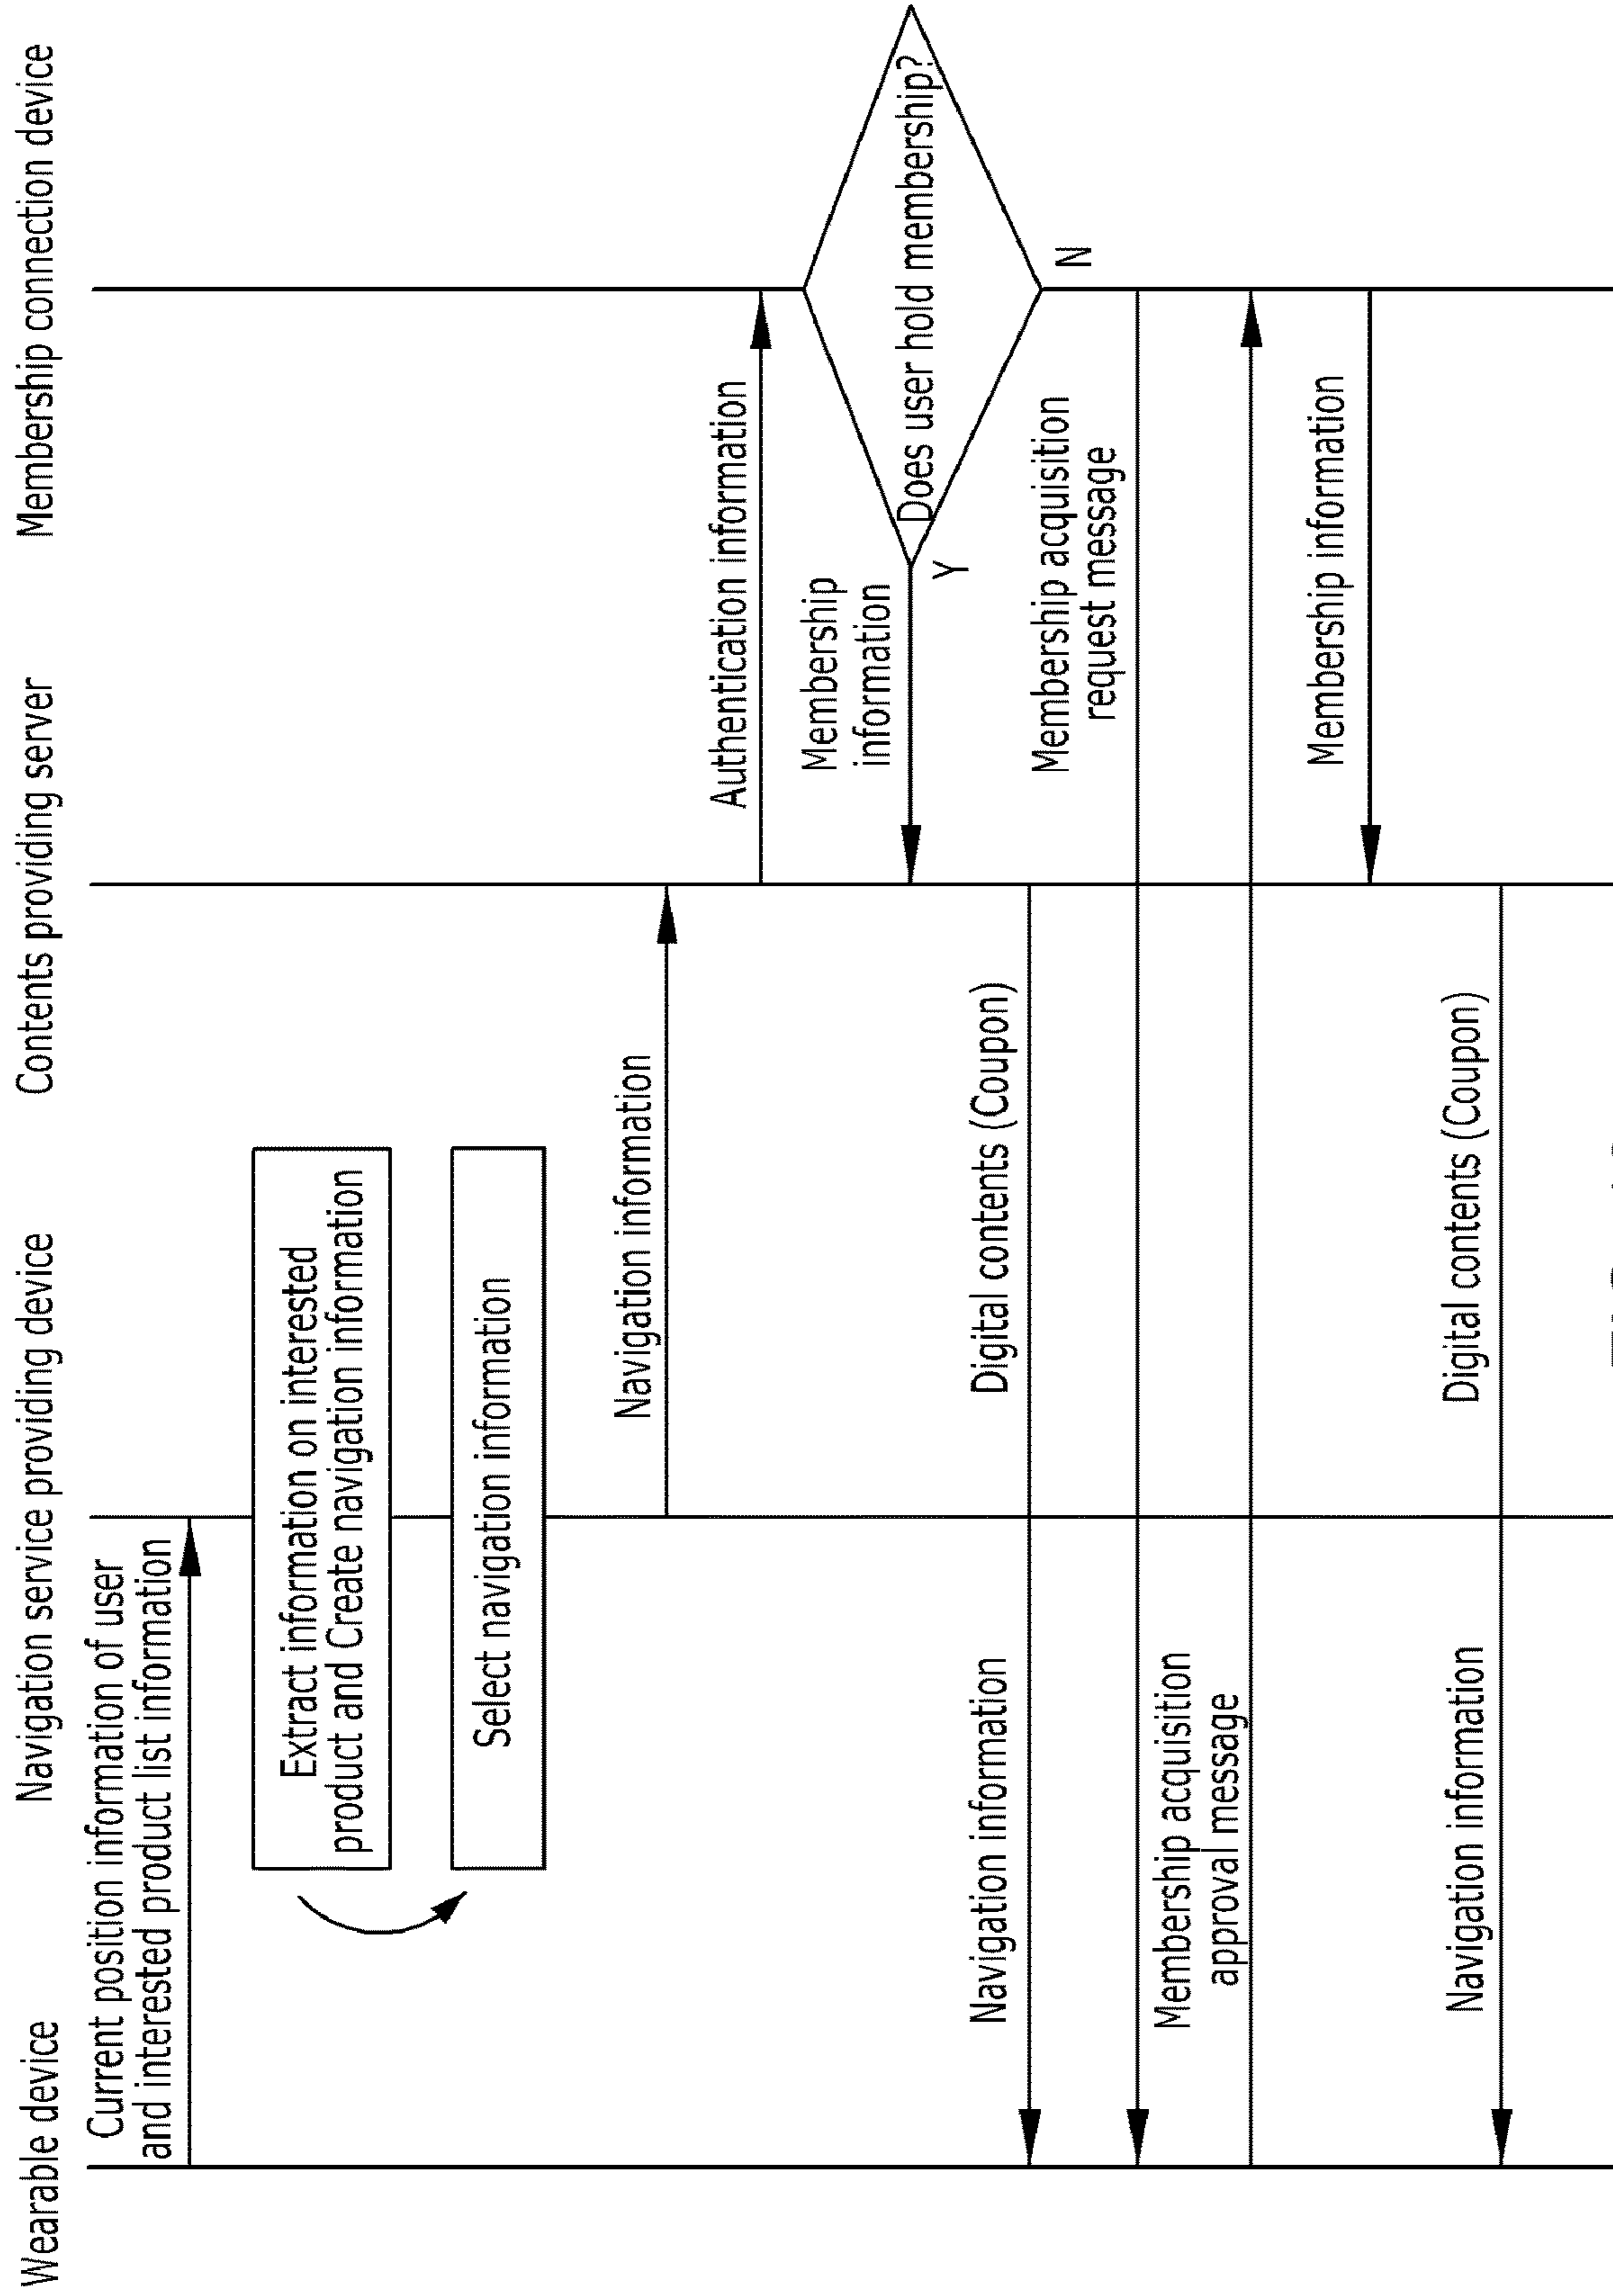 Wearable device
Navigation service providing device
Contents providing server
Membership connection device
Current position information of user
and interested product list information
Extract information on interested
product and Create navigation information
Select navigation information
Navigation information
Authentication information
Membership
information
Does user hold membership?
Y
N
Navigation information
Digital contents (Coupon)
Membership acquisition
request message
Membership acquisition
approval message
Membership information
Navigation information
Digital contents (Coupon)